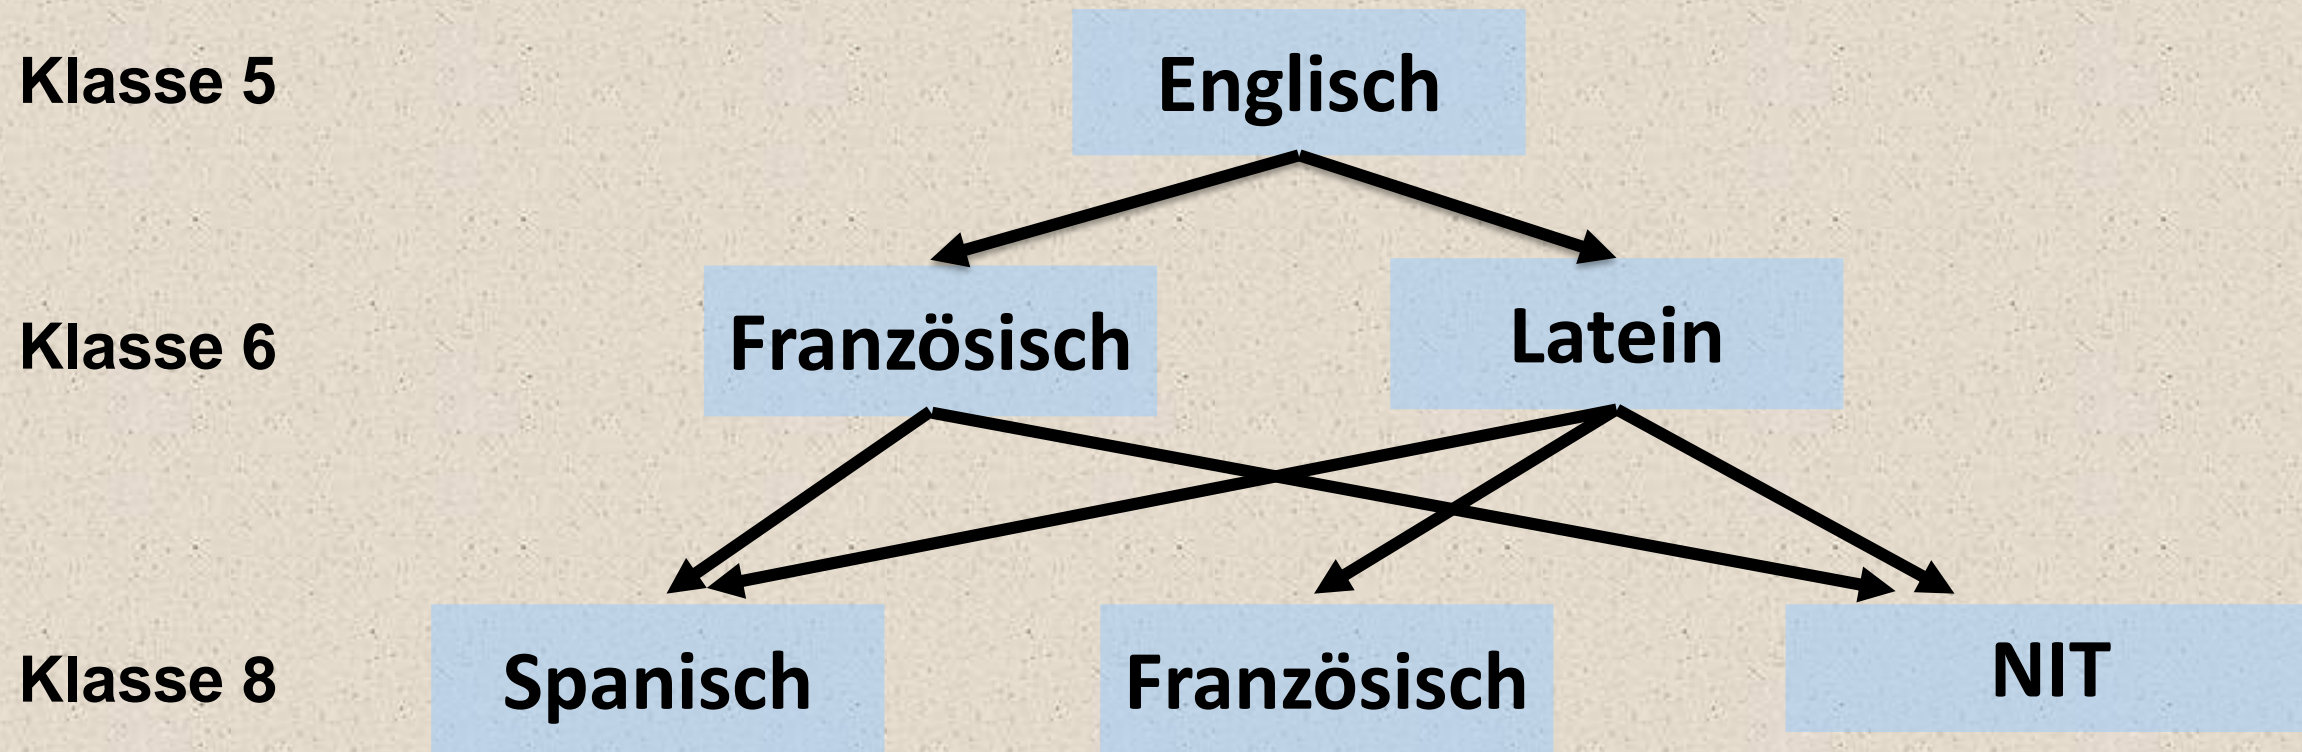 Klasse 5
Englisch
Klasse 6
Französisch
Latein
Klasse 8
Spanisch
Französisch
NIT